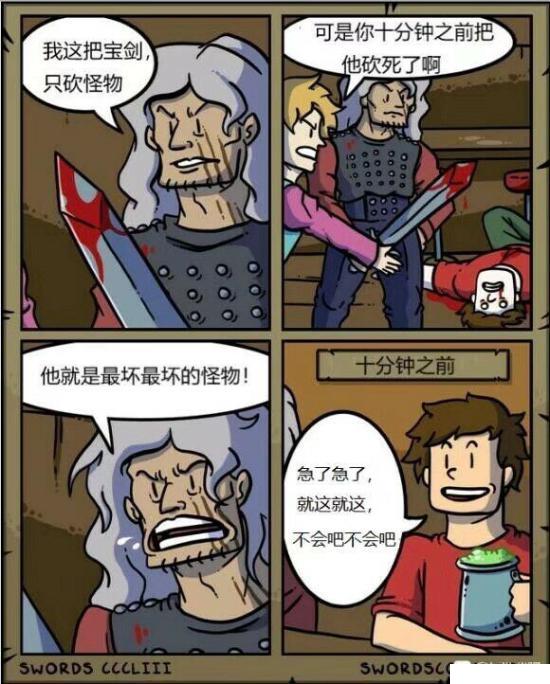 我这把宝剑，
只砍怪物
可是你十分钟之前把
他砍死了啊
他就是最坏最坏的怪物！
十分钟之前
急了急了，
就这就这，
不会吧不会吧
SWORDS CCCLIII